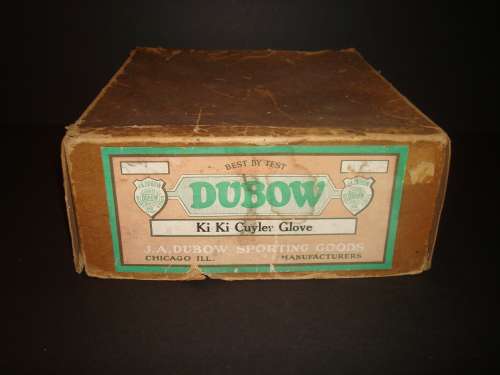 BEST BY TEST
DUBOW
Ki Ki Cuyler Glove
J.A. DUBOW SPORTING GOODS
CHICAGO ILL. MANUFACTURERS